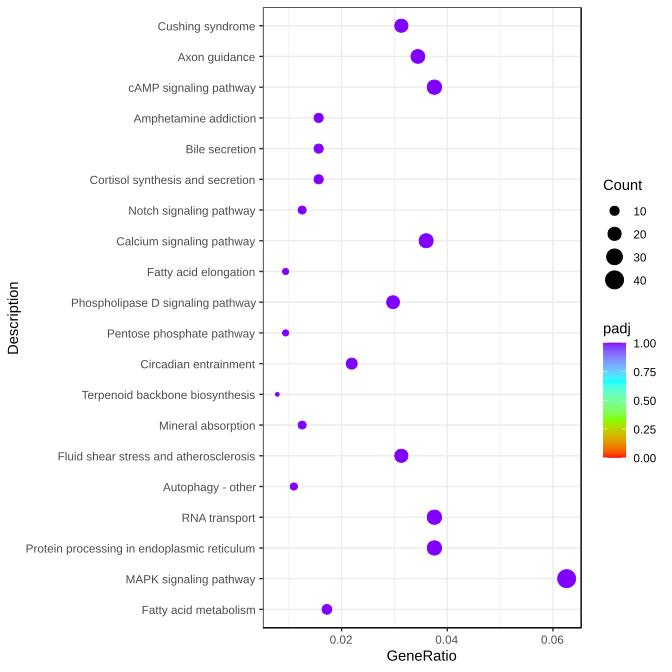 Description
Cushing syndrome
Axon guidance
cAMP signaling pathway
Amphetamine addiction
Bile secretion
Cortisol synthesis and secretion
Notch signaling pathway
Calcium signaling pathway
Fatty acid elongation
Phospholipase D signaling pathway
Pentose phosphate pathway
Circadian entrainment
Terpenoid backbone biosynthesis
Mineral absorption
Fluid shear stress and atherosclerosis
Autophagy - other
RNA transport
Protein processing in endoplasmic reticulum
MAPK signaling pathway
Fatty acid metabolism
0.02 0.04 0.06
GeneRatio
Count
10
20
30
40
padj
1.00
0.75
0.50
0.25
0.00